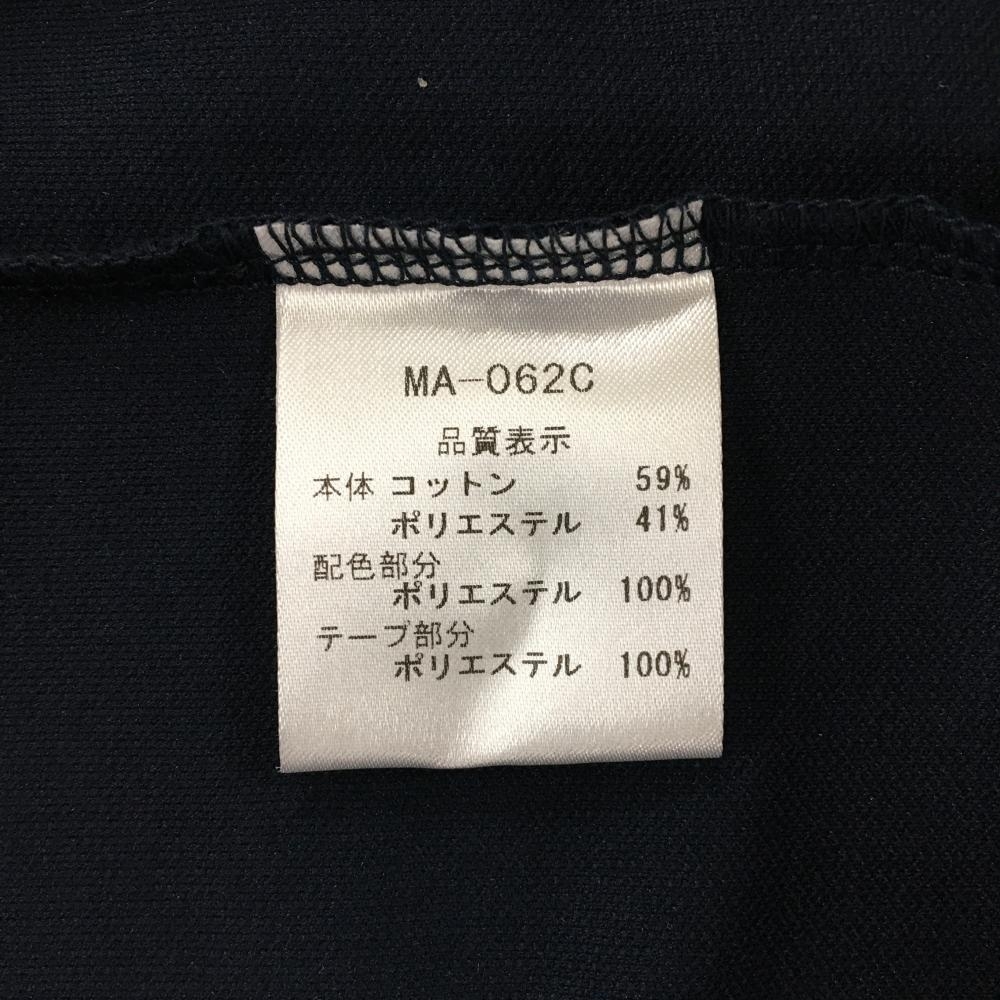 MA-062C
品質表示
本体 コットン 59%
ポリエステル 41%
配色部分
ポリエステル 100%
テープ部分
ポリエステル 100%